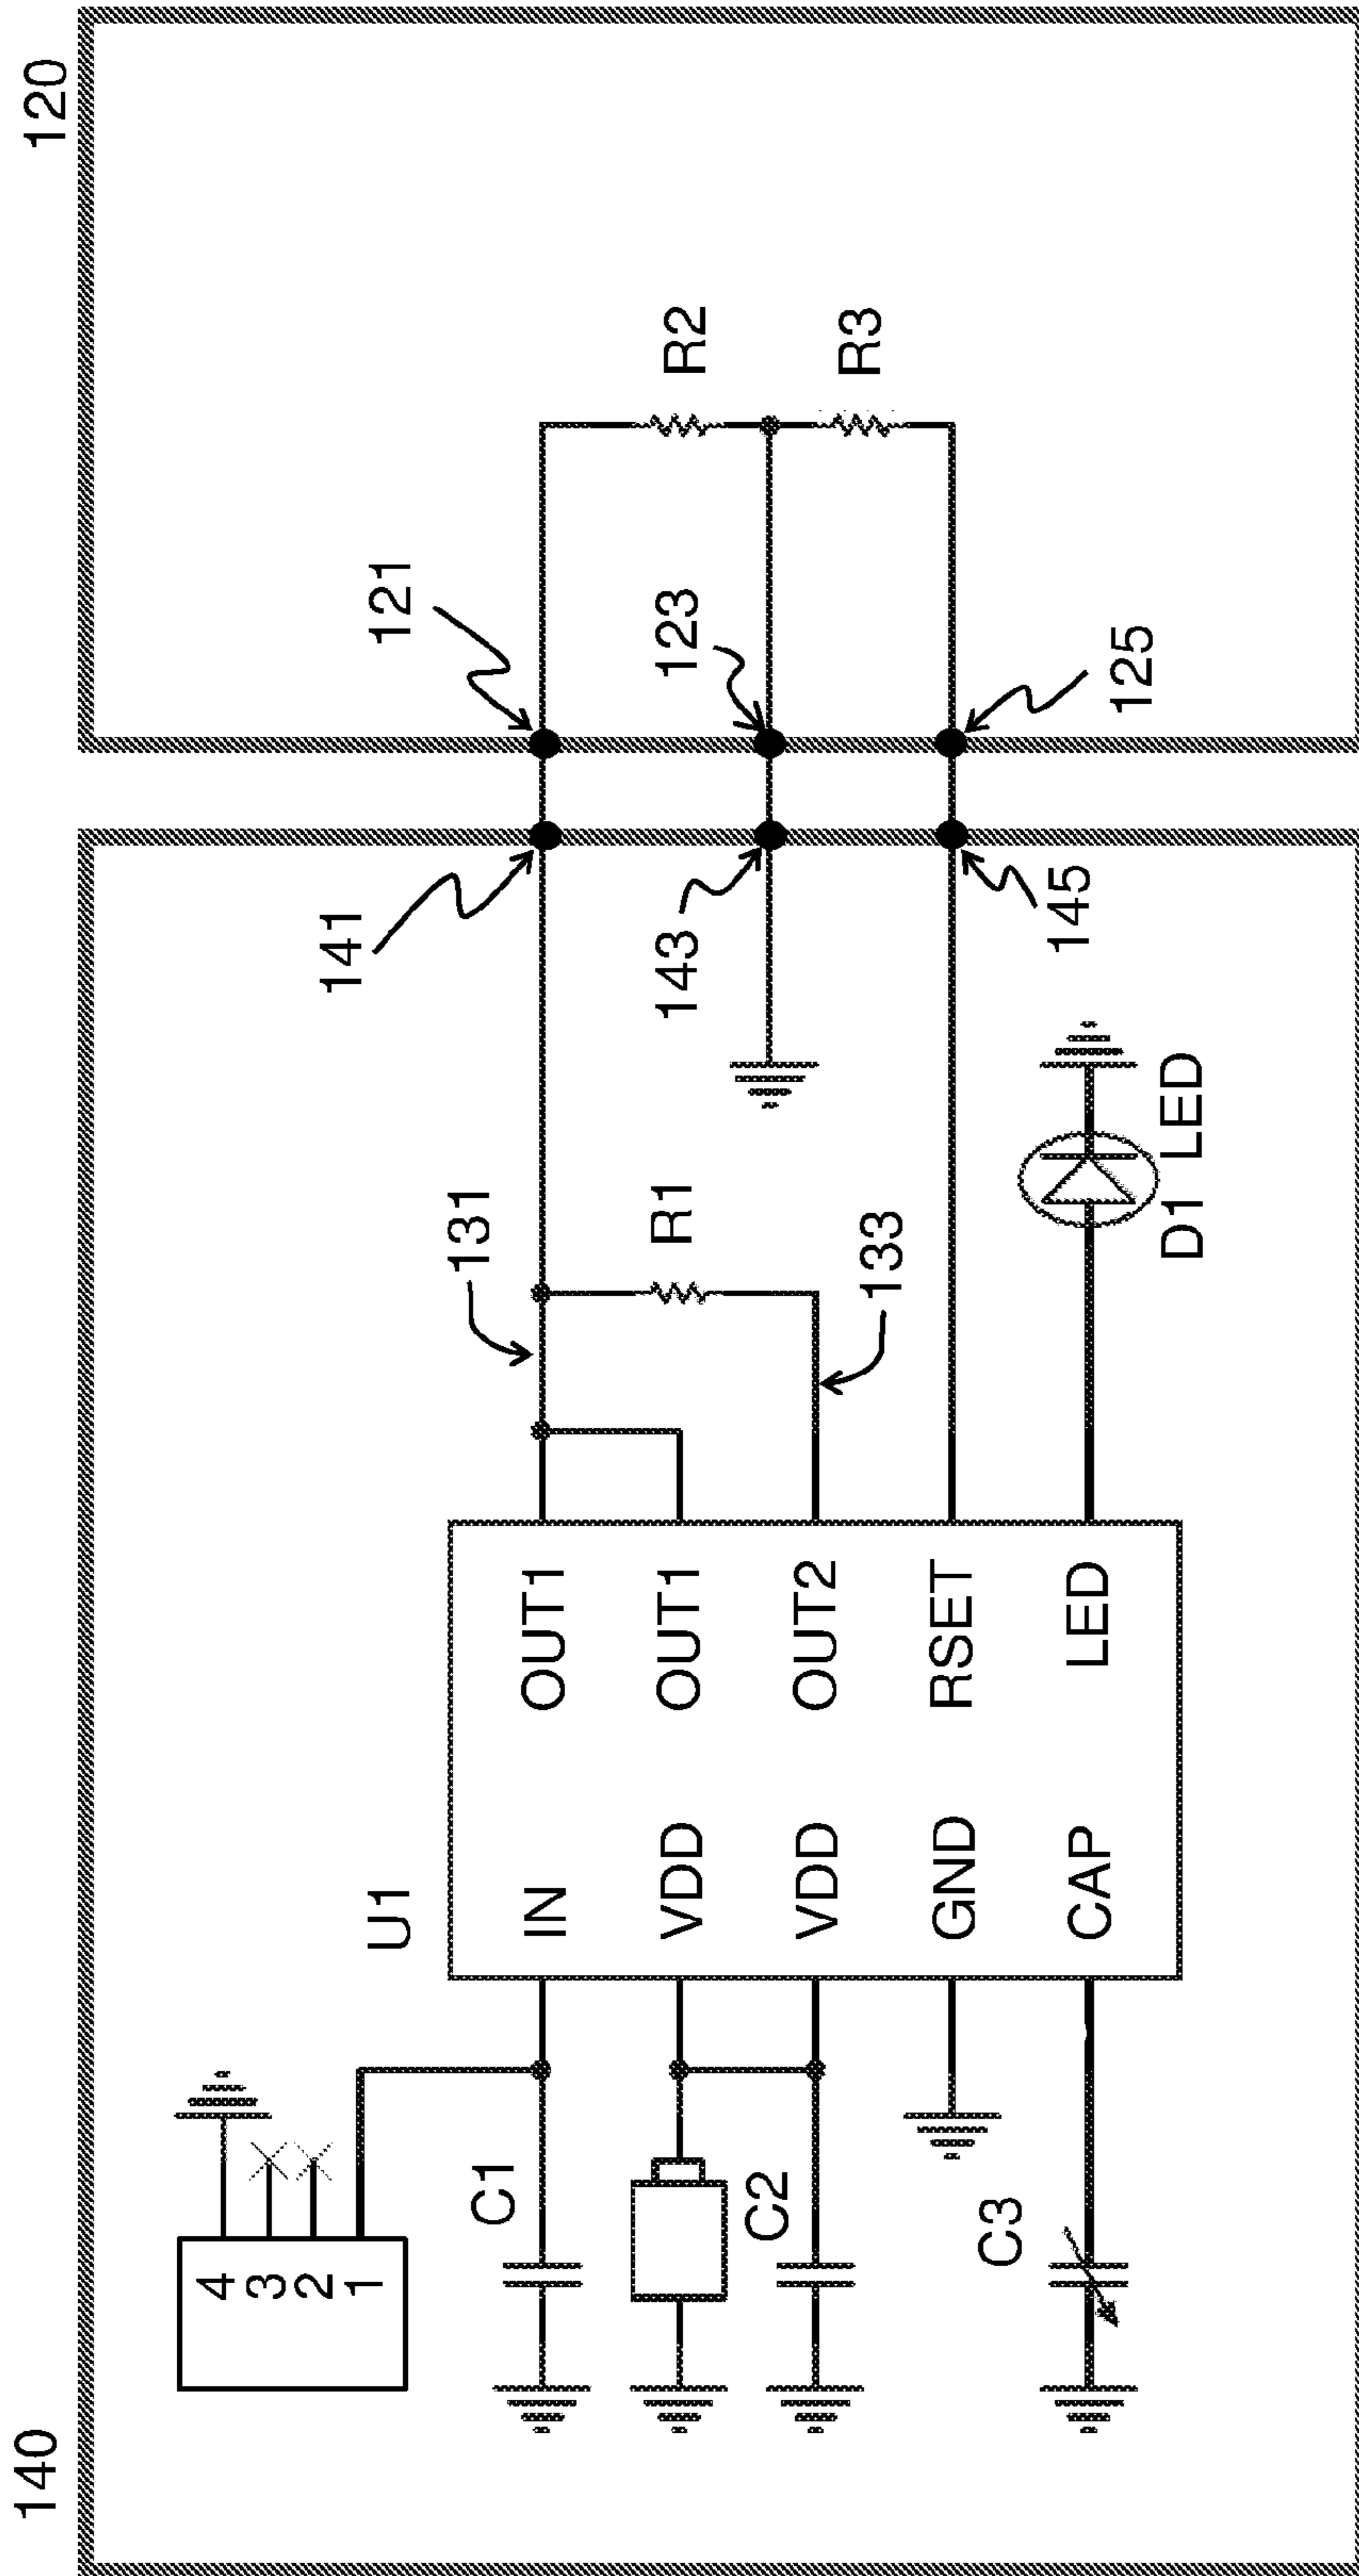 140
120
4
3
2
1
U1
C1
C2
C3
IN
VDD
VDD
GND
CAP
OUT1
OUT1
OUT2
RSET
LED
131
133
R1
D1 LED
141
143
145
121
123
125
R2
R3